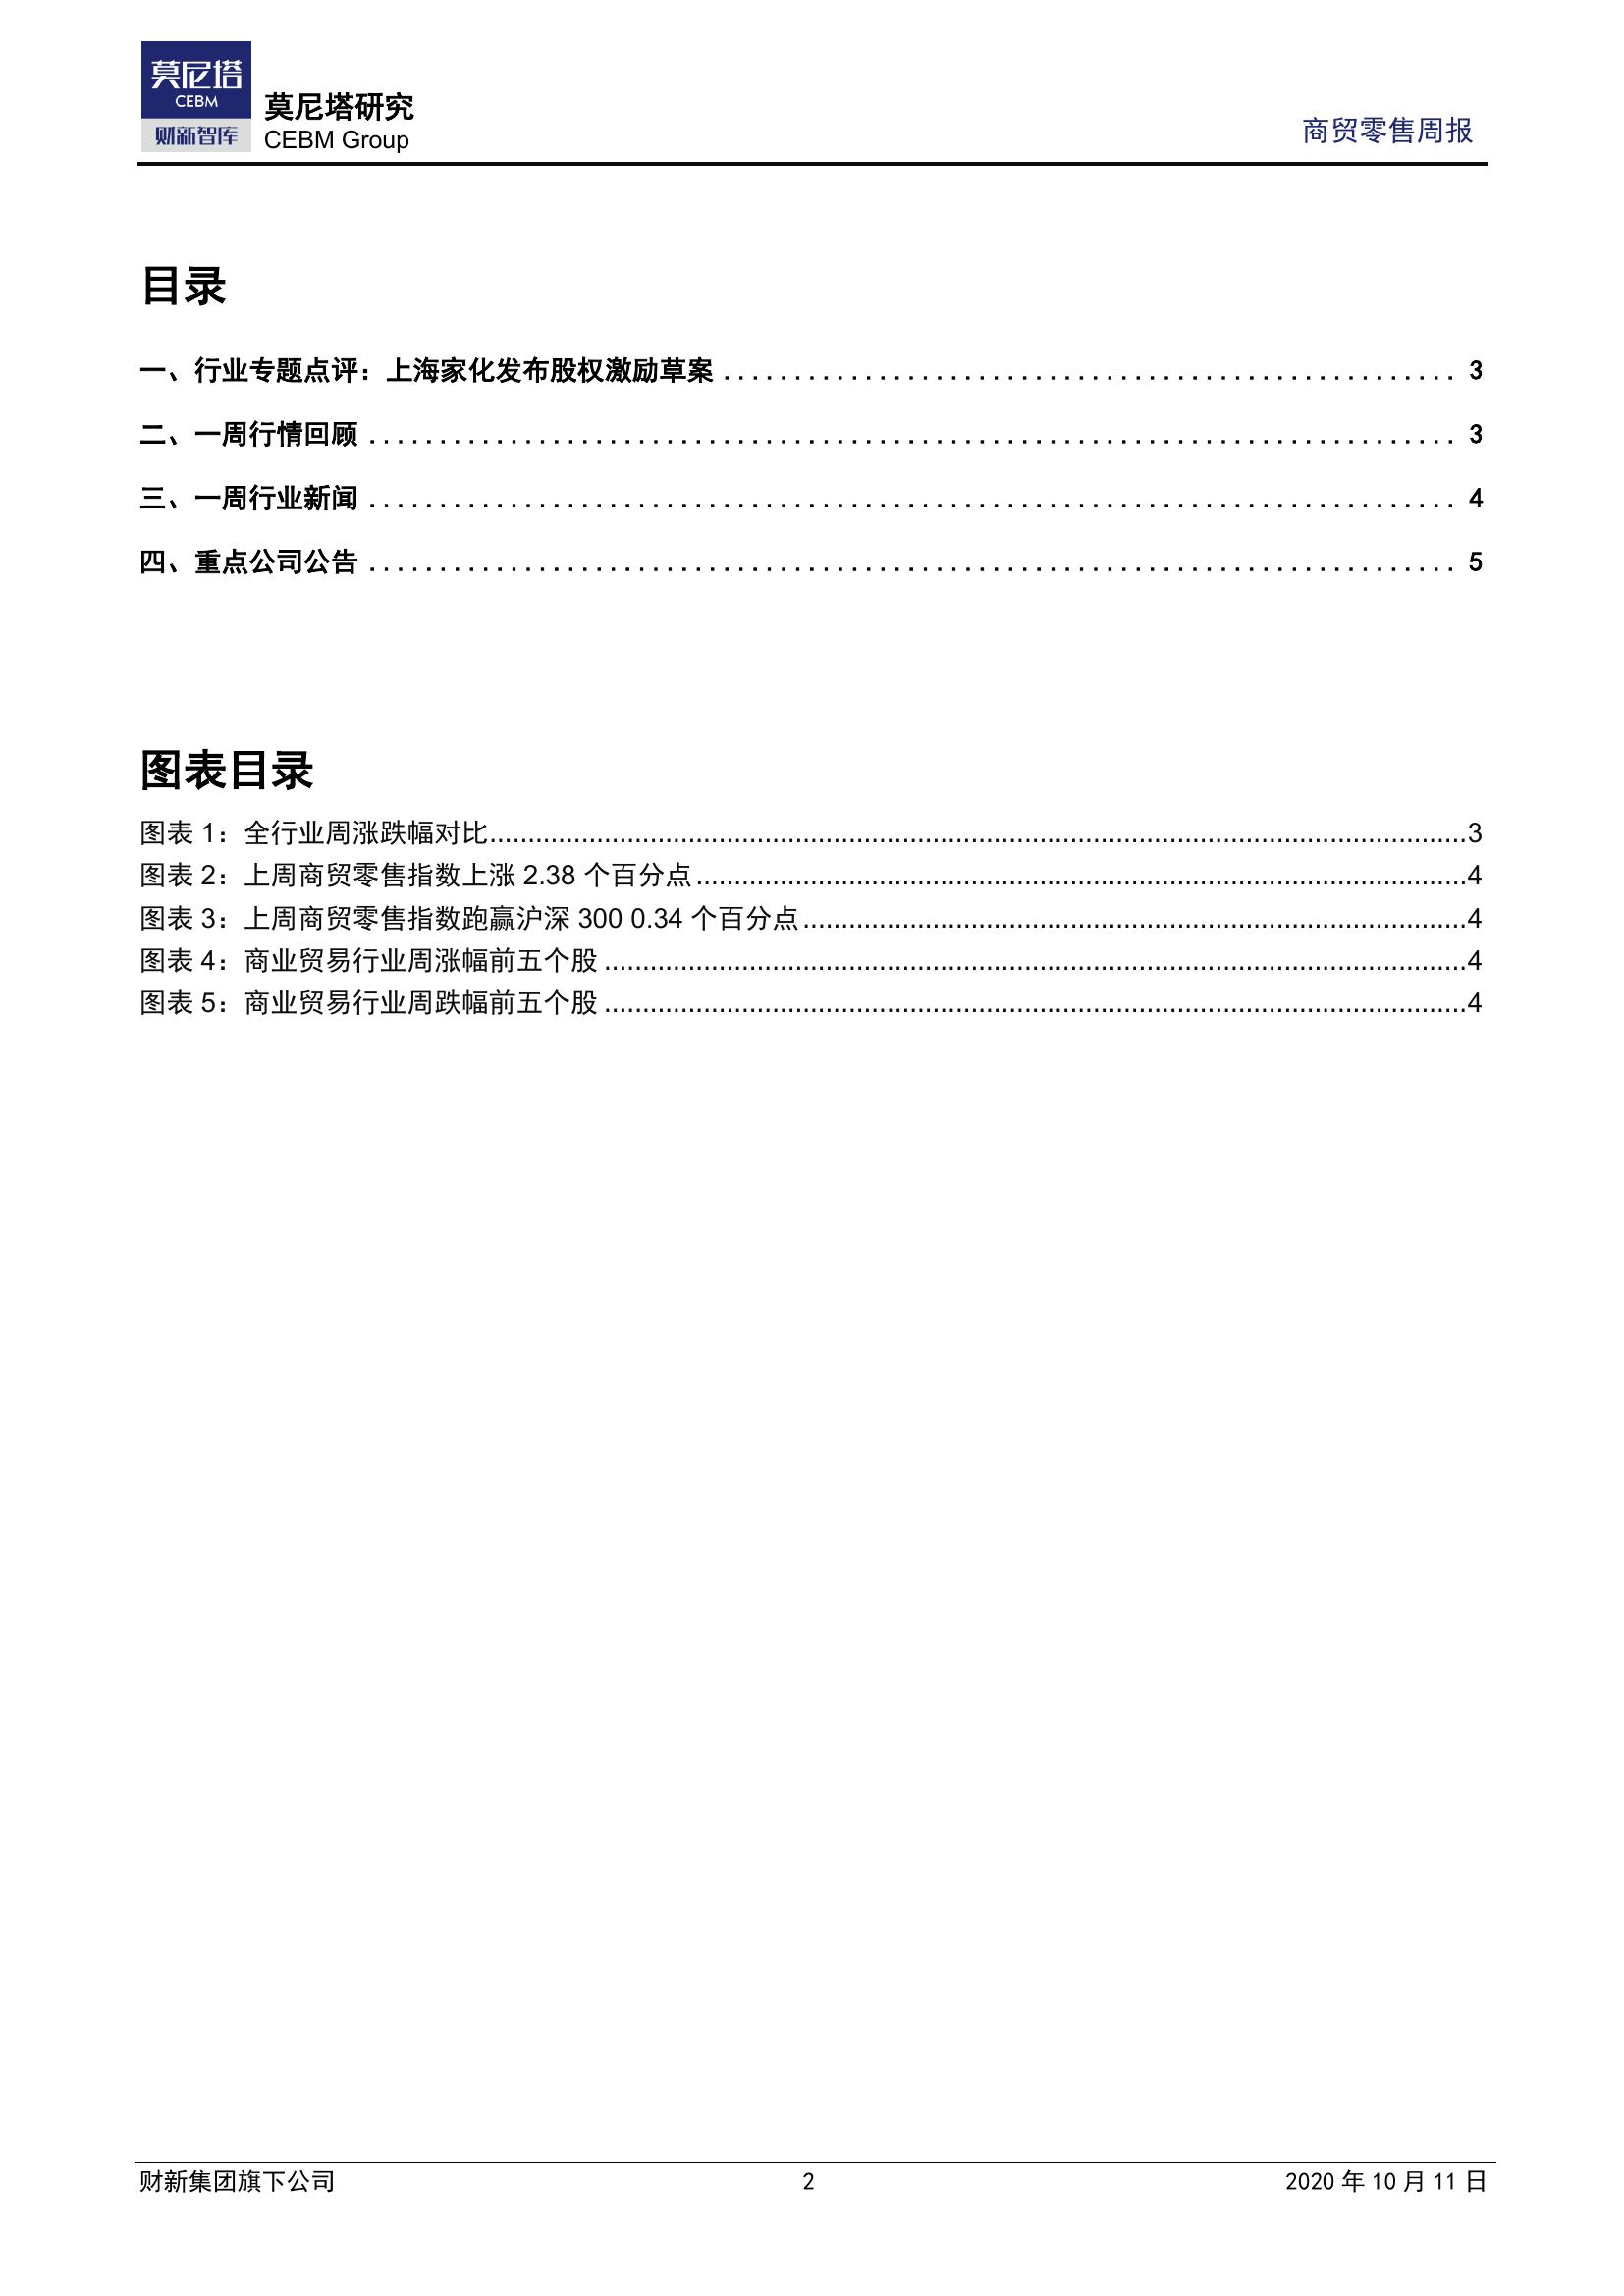 莫尼塔
CEBM
财新智库
莫尼塔研究
CEBM Group
商贸零售周报
目录
一、行业专题点评：上海家化发布股权激励草案 .................................................... 3
二、一周行情回顾 ............................................................................. 3
三、一周行业新闻 ............................................................................. 4
四、重点公司公告 ............................................................................. 5
图表目录
图表 1：全行业周涨跌幅对比....................................................................................................3
图表 2：上周商贸零售指数上涨 2.38 个百分点....................................................................................................4
图表 3：上周商贸零售指数跑赢沪深 300 0.34 个百分点....................................................................................................4
图表 4：商业贸易行业周涨幅前五个股 ....................................................................................................4
图表 5：商业贸易行业周跌幅前五个股 ....................................................................................................4
财新集团旗下公司
2
2020 年 10 月 11 日